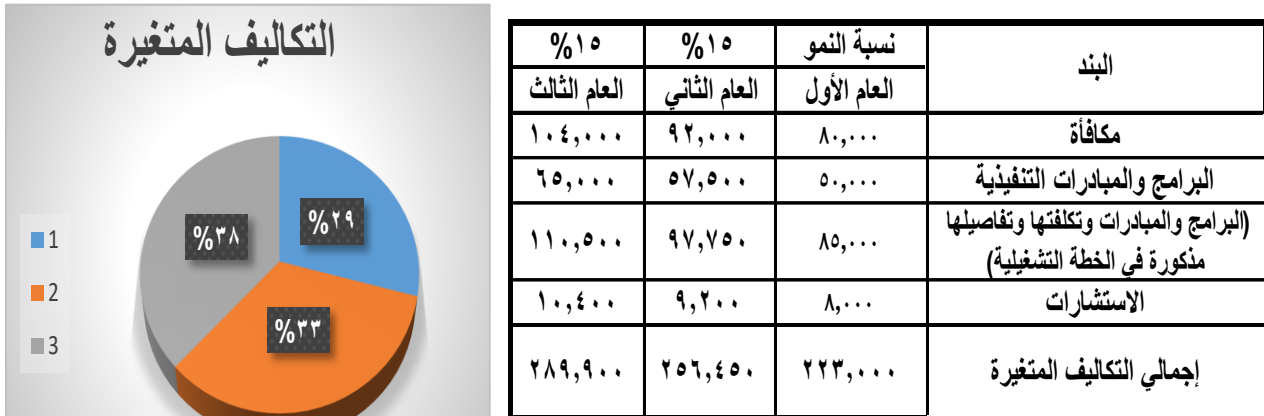 التكاليف المتغيرة
%٢٩
%٣٨
%٣٣
1
2
3
البند نسبة النمو %١٥ %١٥
العام الأول العام الثاني العام الثالث
مكافأة ٨٠,٠٠٠ ٩٢,٠٠٠ ١٠٤,٠٠٠
البرامج والمبادرات التنفيذية ٥٠,٠٠٠ ٥٧,٥٠٠ ٦٥,٠٠٠
(البرامج والمبادرات وتكلفتها وتفاصيلها
مذكورة في الخطة التشغيلية) ٨٥,٠٠٠ ٩٧,٧٥٠ ١١٠,٥٠٠
الاستشارات ٨,٠٠٠ ٩,٢٠٠ ١٠,٤٠٠
إجمالي التكاليف المتغيرة ٢٢٣,٠٠٠ ٢٥٦,٤٥٠ ٢٨٩,٩٠٠